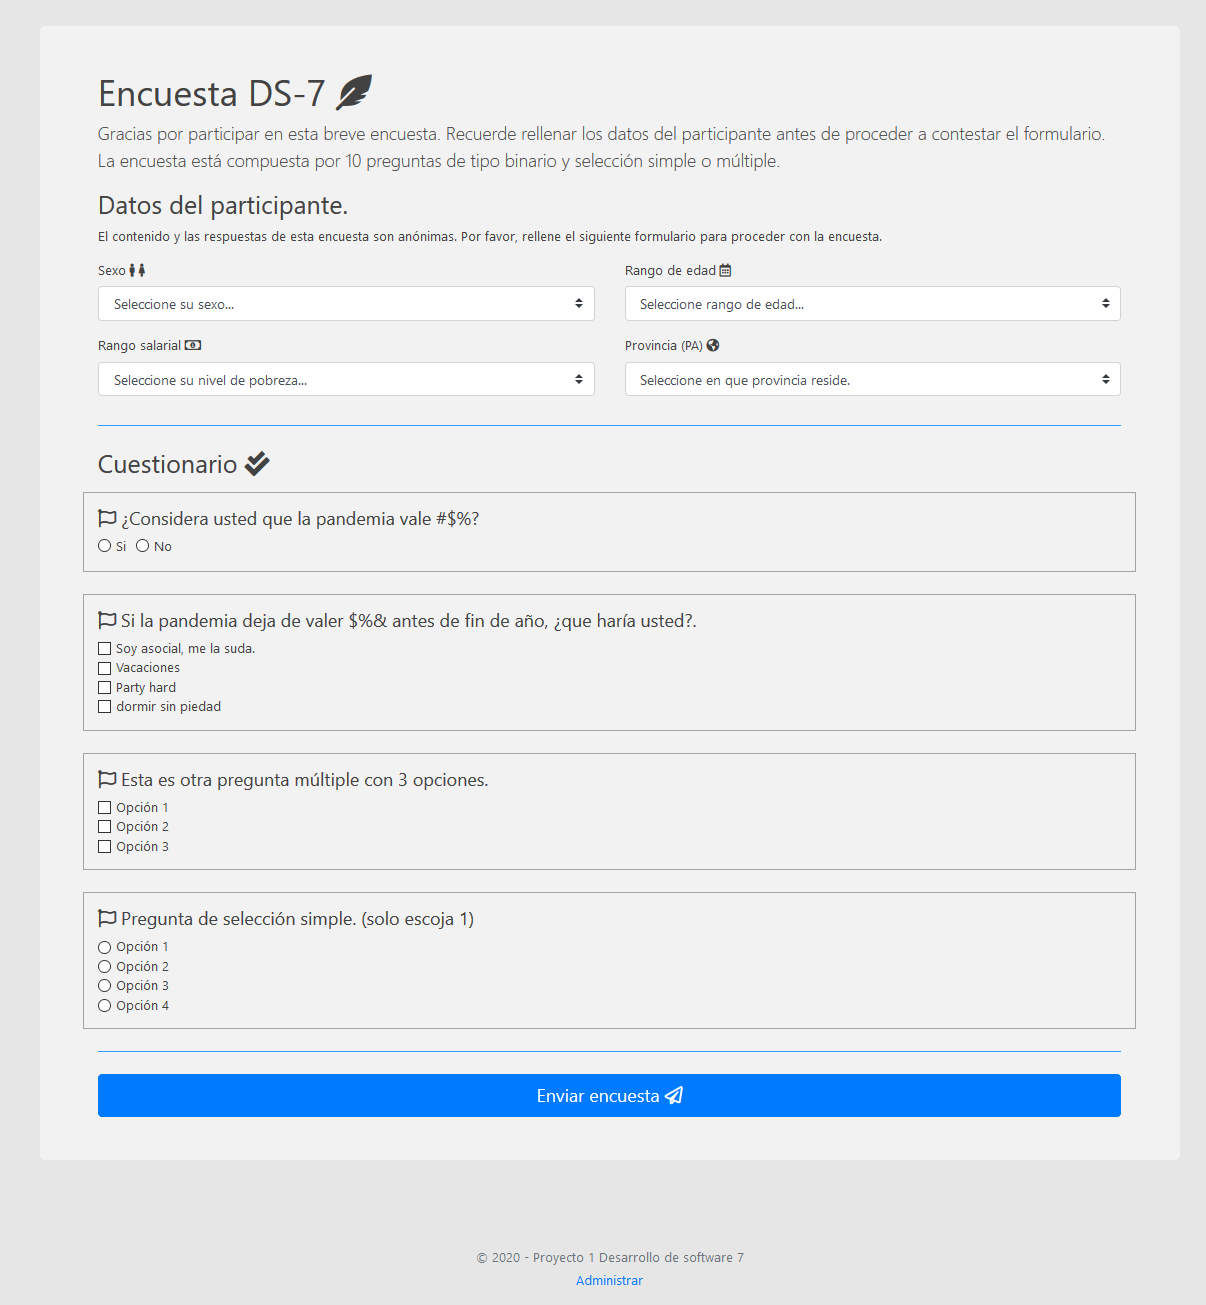 Encuesta DS-7
Gracias por participar en esta breve encuesta. Recuerde rellenar los datos del participante antes de proceder a contestar el formulario.
La encuesta está compuesta por 10 preguntas de tipo binario y selección simple o múltiple.
Datos del participante.
El contenido y las respuestas de esta encuesta son anónimas. Por favor, rellene el siguiente formulario para proceder con la encuesta.
Sexo
Rango de edad
Seleccione su sexo...
Seleccione rango de edad...
Rango salarial
Provincia (PA)
Seleccione su nivel de pobreza...
Seleccione en que provincia reside.
Cuestionario
¿Considera usted que la pandemia vale #$%?
Si No
Si la pandemia deja de valer $%& antes de fin de año, ¿que haría usted?.
Soy asocial, me la suda.
Vacaciones
Party hard
dormir sin piedad
Esta es otra pregunta múltiple con 3 opciones.
Opción 1
Opción 2
Opción 3
Pregunta de selección simple. (solo escoja 1)
Opción 1
Opción 2
Opción 3
Opción 4
Enviar encuesta
© 2020 - Proyecto 1 Desarrollo de software 7
Administrar